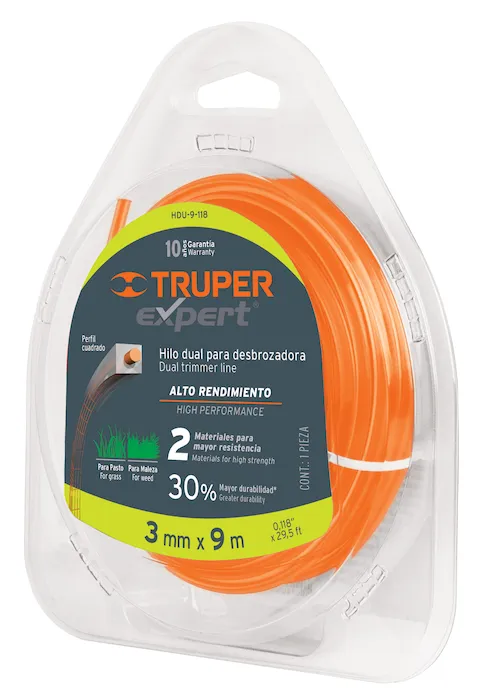 HDU-9-118
10 años Garantía
Warranty
TRUPER
expert®
Perfil
cuadrado
Hilo dual para desbrozadora
Dual trimmer line
ALTO RENDIMIENTO
HIGH PERFORMANCE
Para Pasto
For grass
Para Maleza
For weed
2 Materiales para
mayor resistencia
Materials for high strength
30% Mayor durabilidad*
Greater durability
CONT.: 1 PIEZA
3 mm x 9 m
0,118"
x 29,5 ft